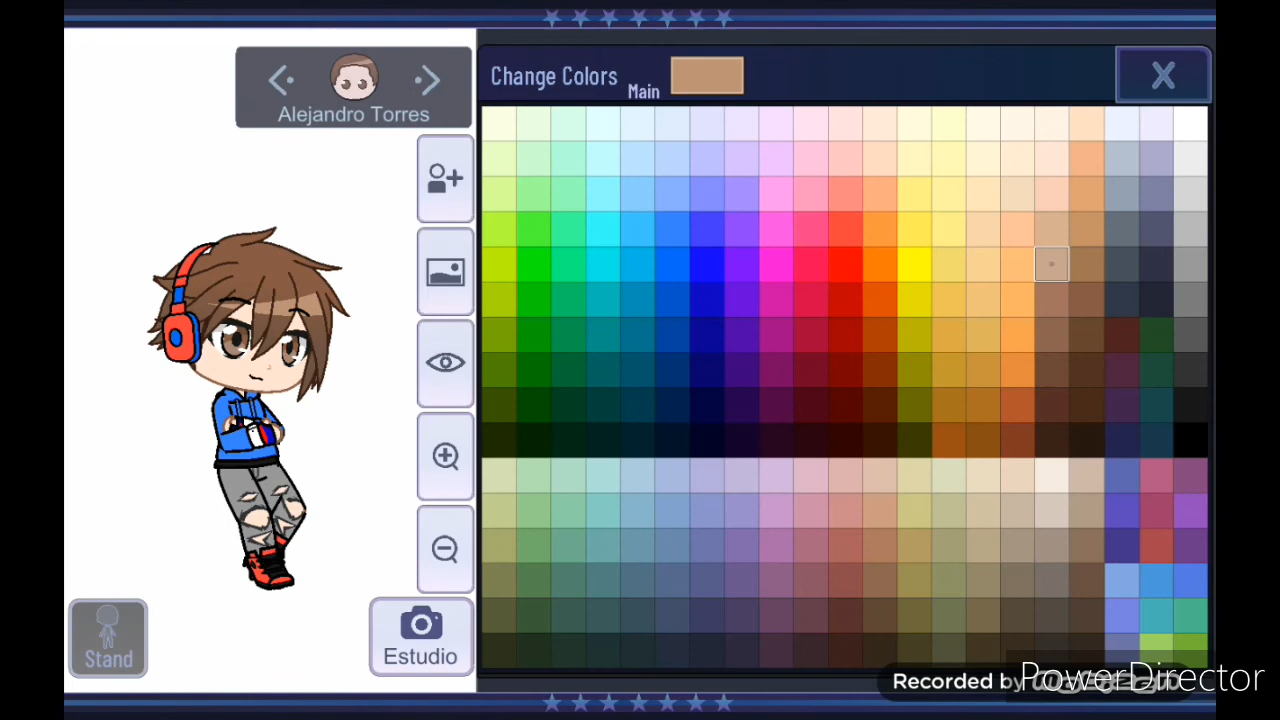 Alejandro Torres
Change Colors
Main
X
Stand
Estudio
Recorded by
PowerDirector